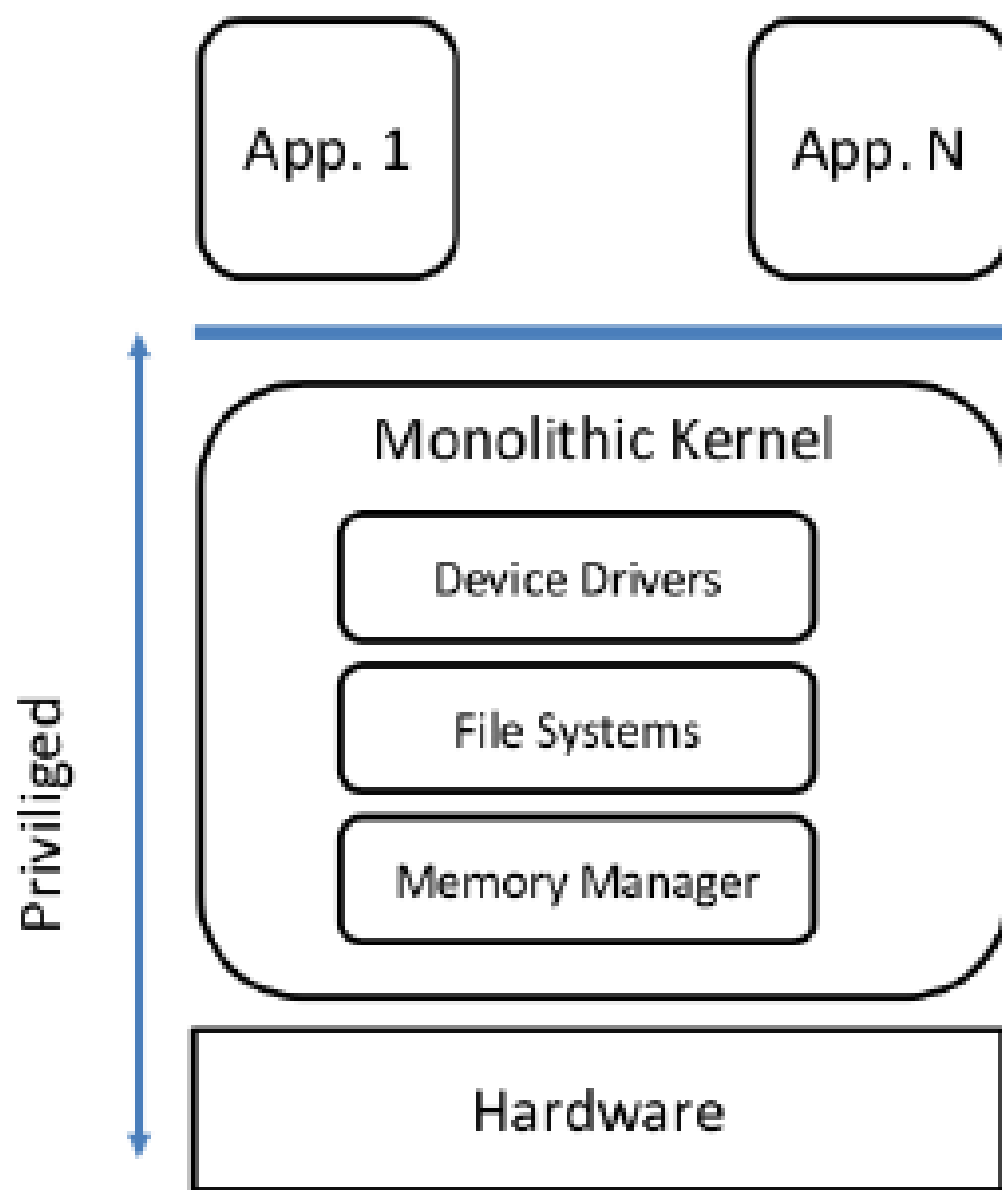 App. 1
App. N
Monolithic Kernel
Device Drivers
File Systems
Memory Manager
Priviliged
Hardware